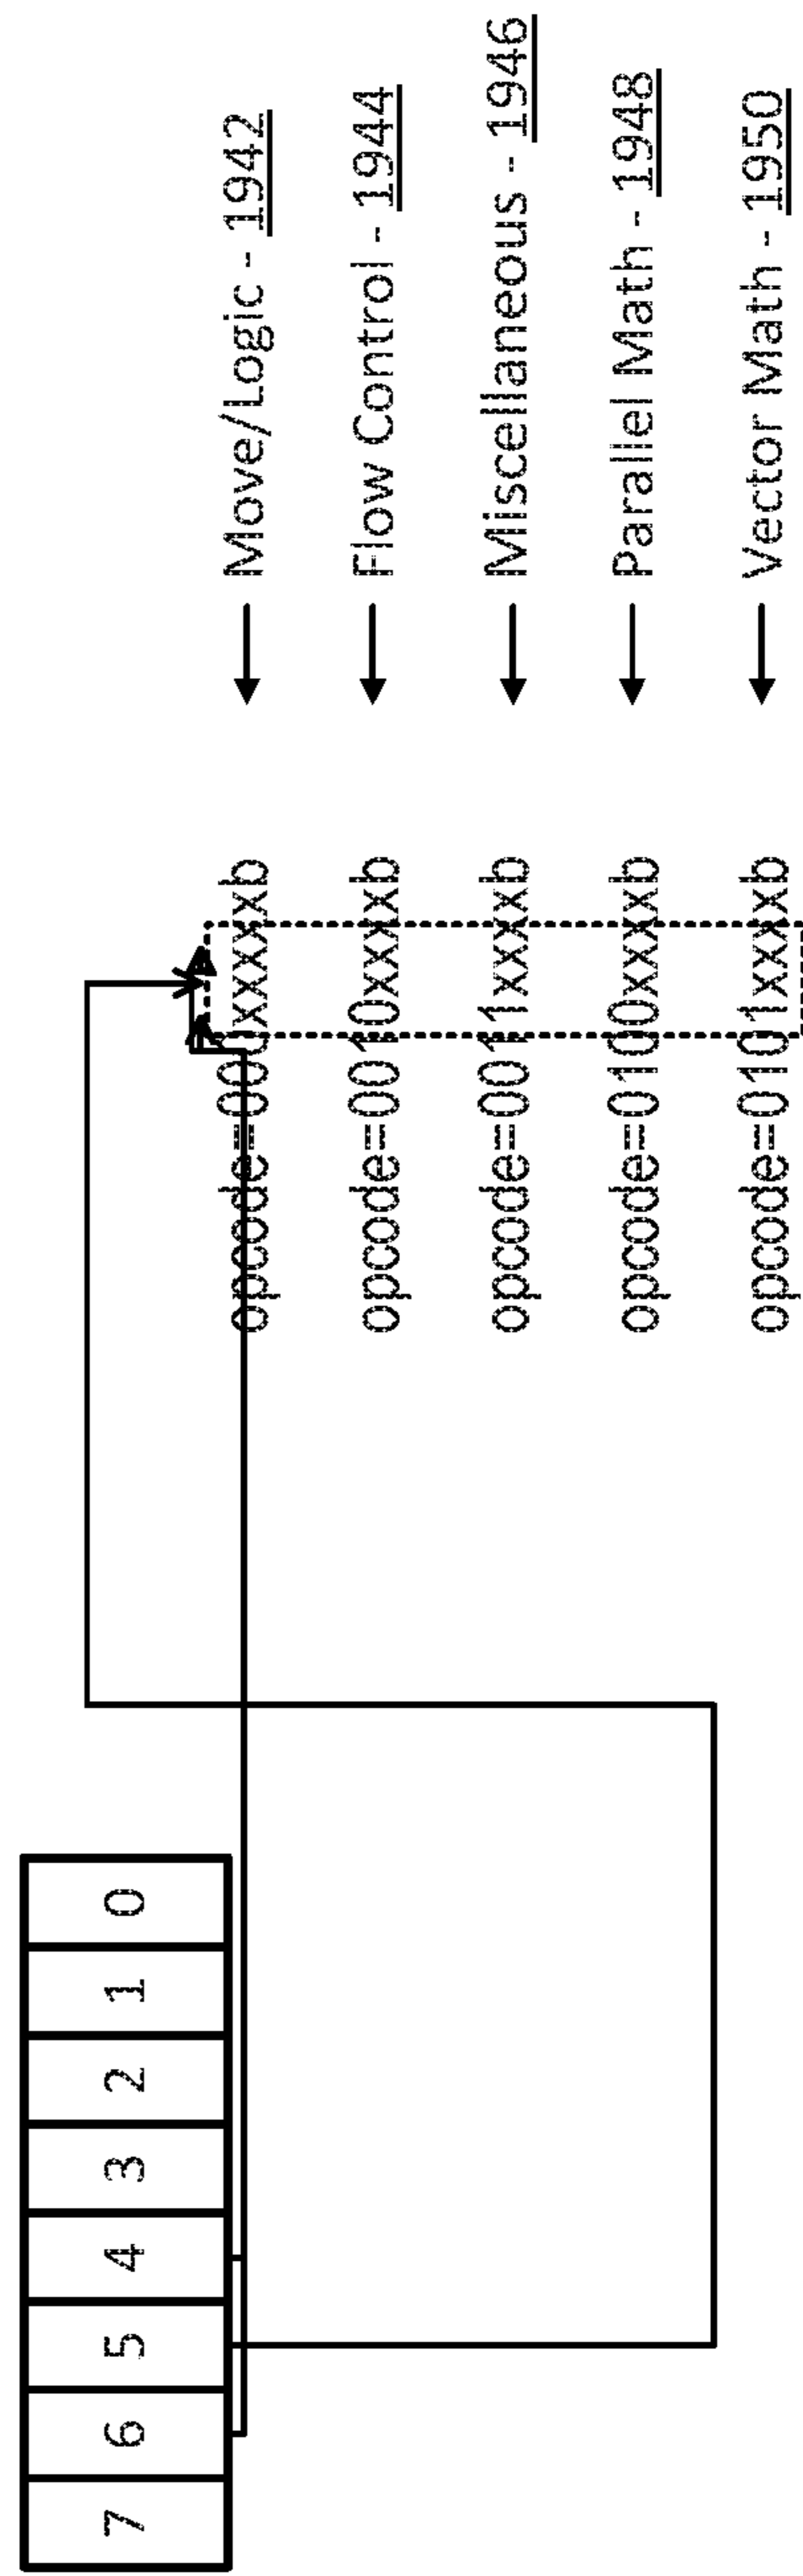 7 6 5 4 3 2 1 0
opcode=000xxxxxb Move/Logic - 1942
opcode=0010xxxxb Flow Control - 1944
opcode=0011xxxxb Miscellaneous - 1946
opcode=0100xxxxb Parallel Math - 1948
opcode=0101xxxxb Vector Math - 1950